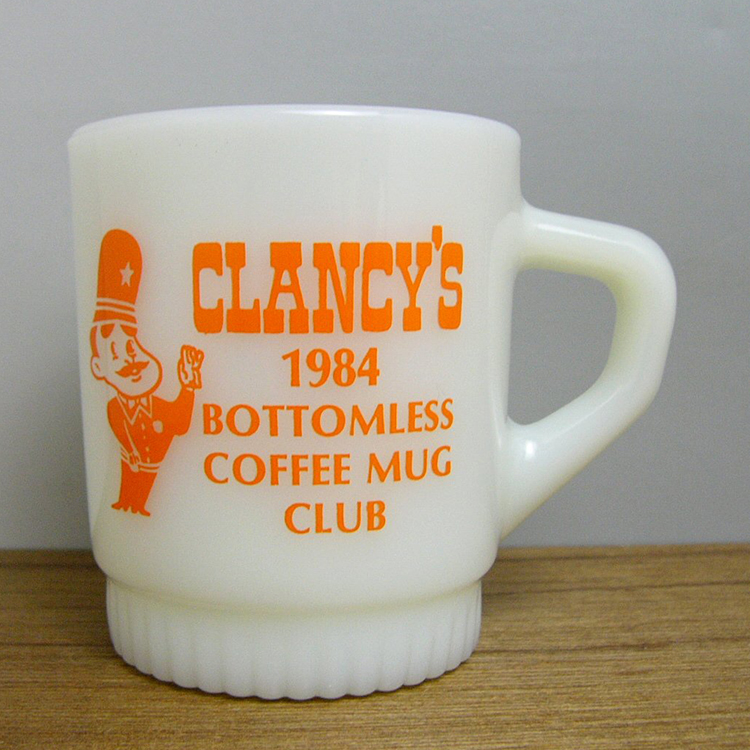 CLANCY'S
1984
BOTTOMLESS
COFFEE MUG
CLUB